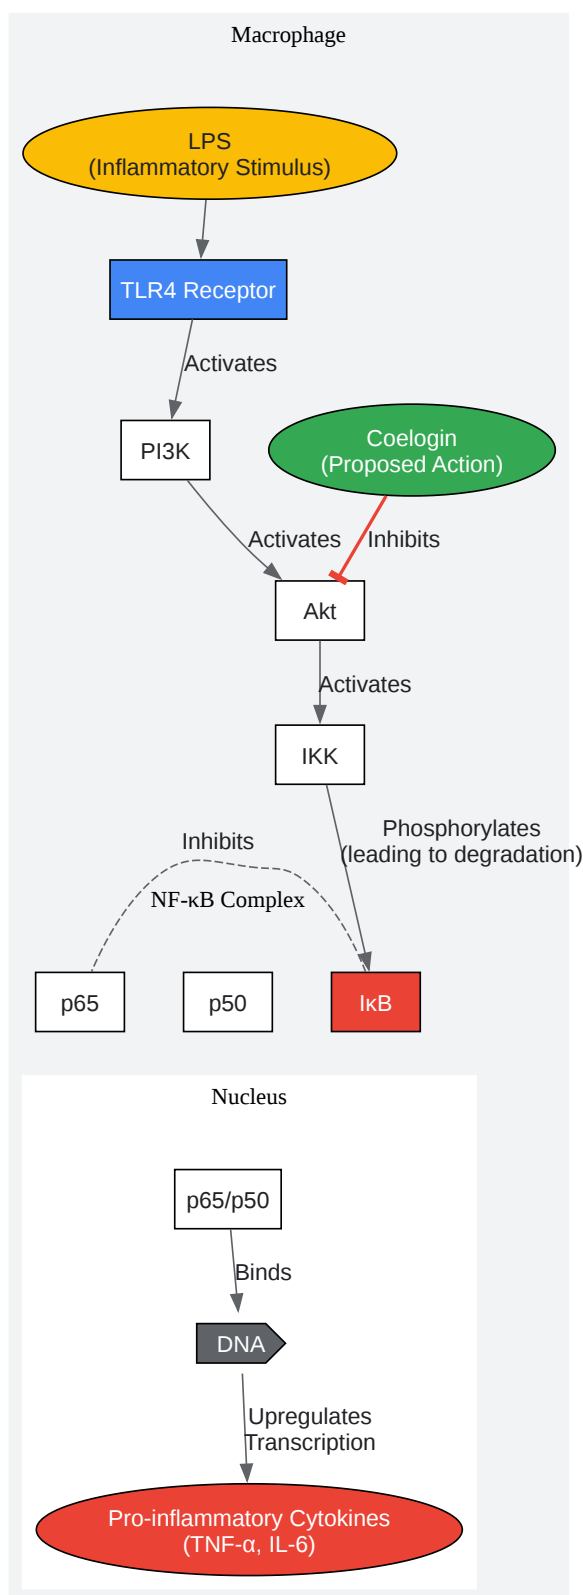 Macrophage
LPS
(Inflammatory Stimulus)
TLR4 Receptor
Activates
PI3K
Coelogin
(Proposed Action)
Activates
Inhibits
Akt
Activates
IKK
Phosphorylates
(leading to degradation)
Inhibits
NF-κB Complex
p65
p50
IκB
Nucleus
p65/p50
Binds
DNA
Upregulates
Transcription
Pro-inflammatory Cytokines
(TNF-α, IL-6)